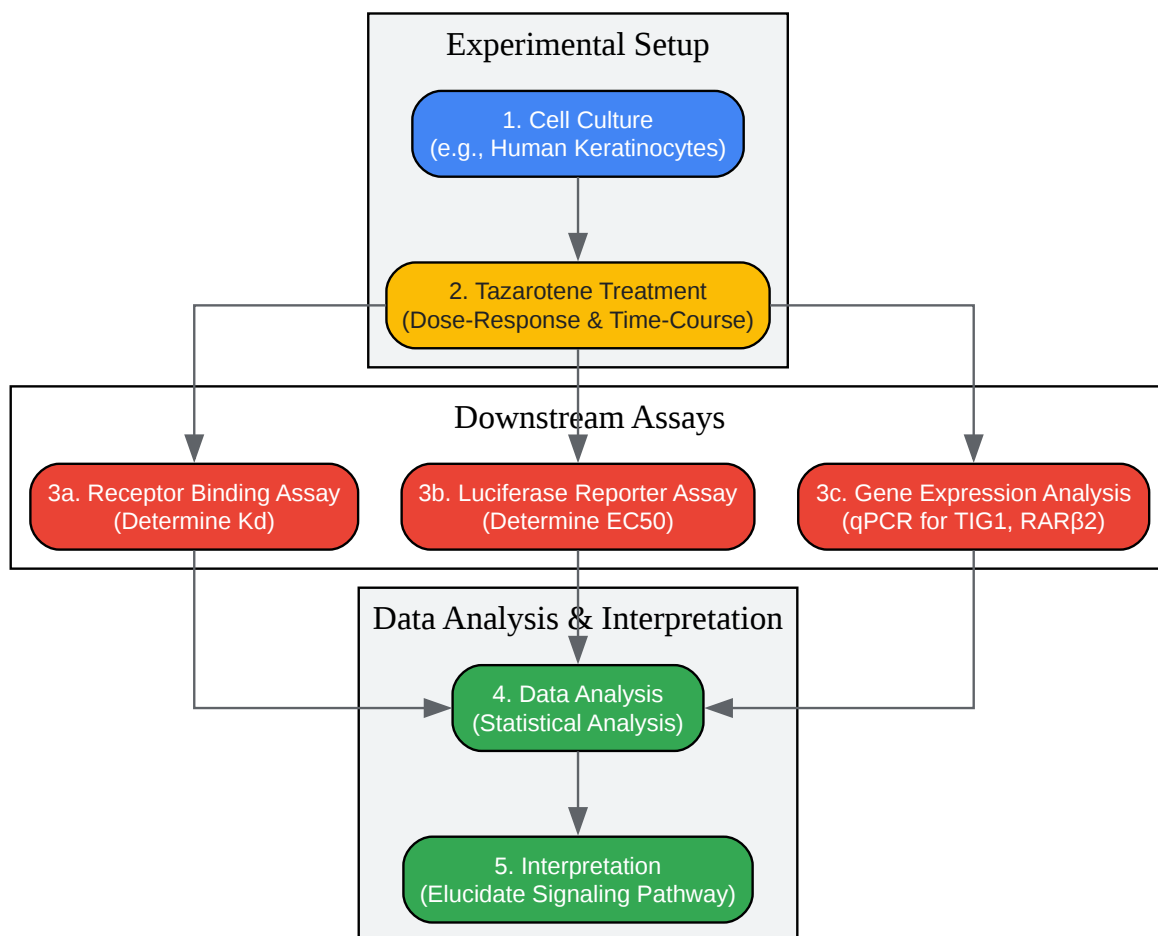 Experimental Setup
1. Cell Culture
(e.g., Human Keratinocytes)
2. Tazarotene Treatment
(Dose-Response & Time-Course)
Downstream Assays
3a. Receptor Binding Assay
(Determine Kd)
3b. Luciferase Reporter Assay
(Determine EC50)
3c. Gene Expression Analysis
(qPCR for TIG1, RARβ2)
Data Analysis & Interpretation
4. Data Analysis
(Statistical Analysis)
5. Interpretation
(Elucidate Signaling Pathway)